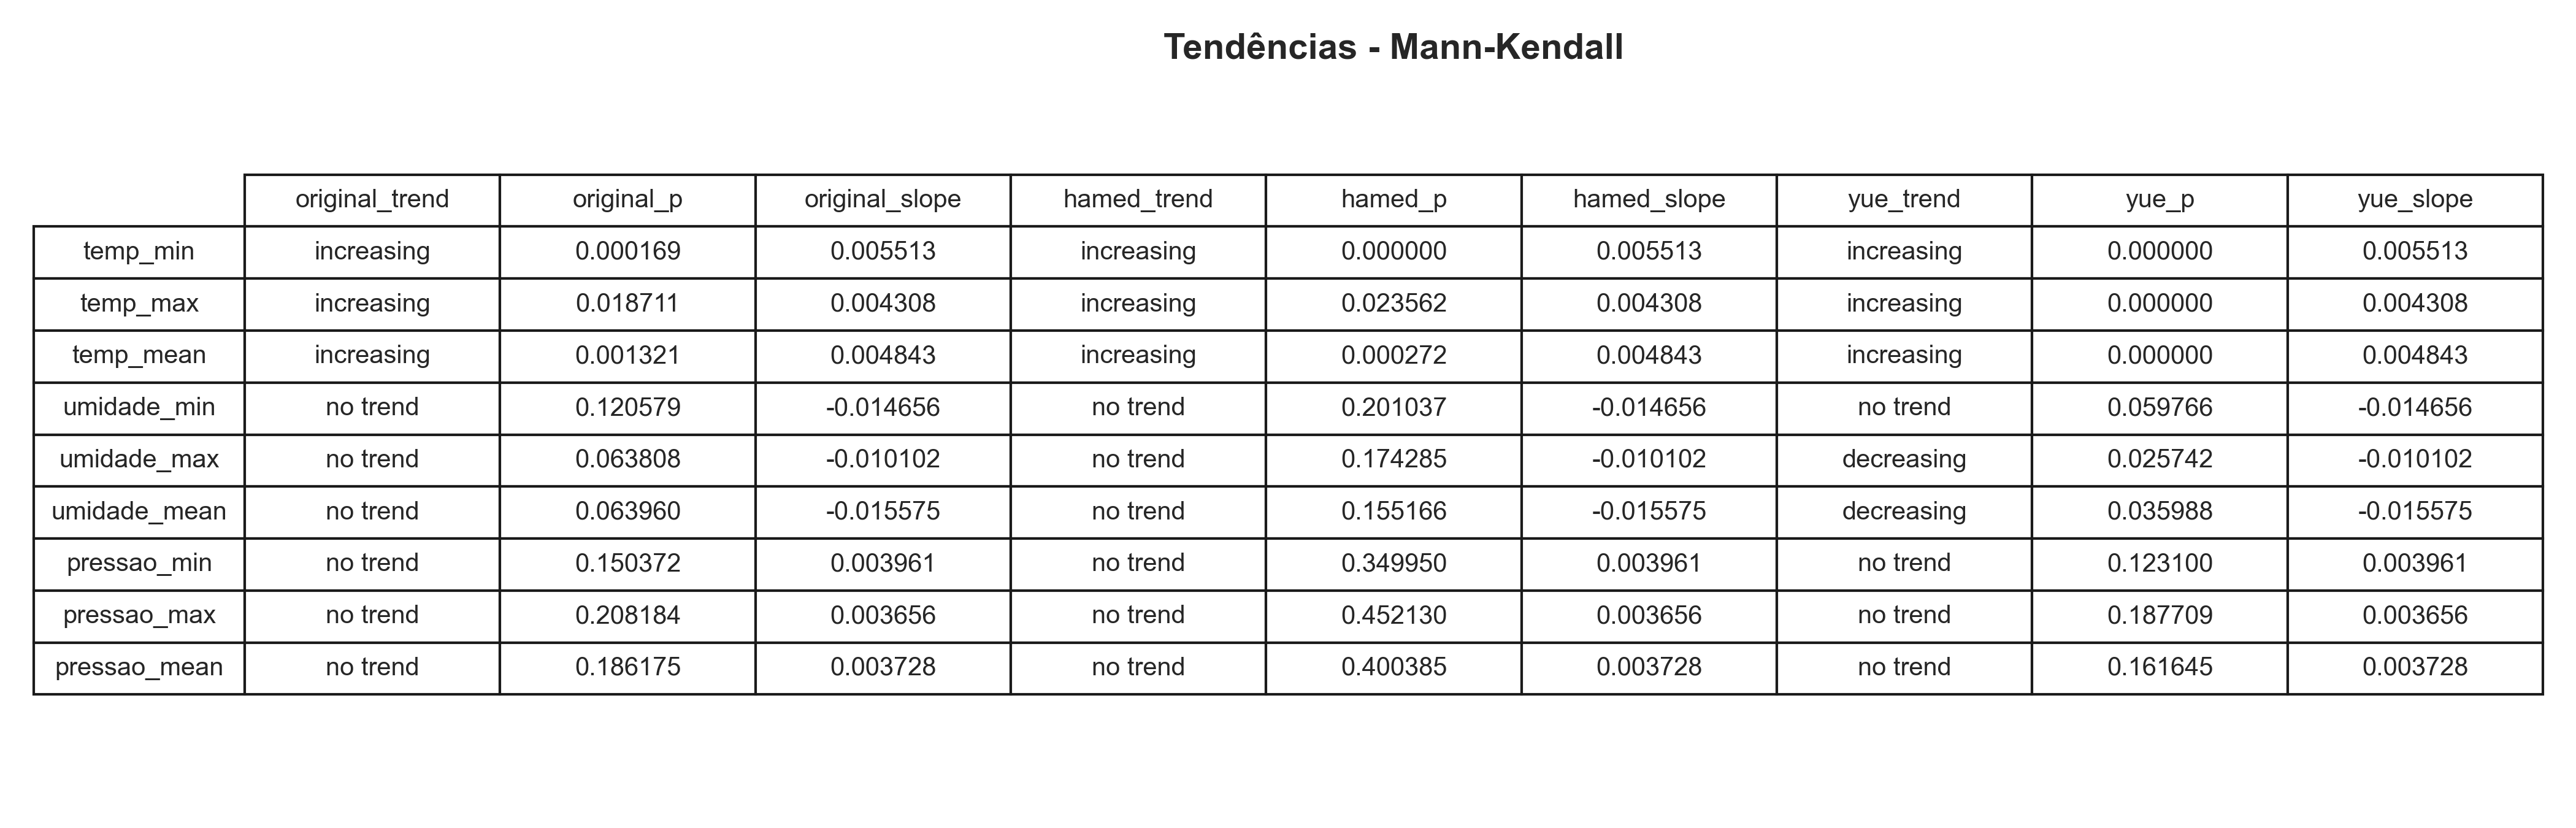 Tendências - Mann-Kendall
original_trend original_p original_slope hamed_trend hamed_p hamed_slope yue_trend yue_p yue_slope
temp_min increasing 0.000169 0.005513 increasing 0.000000 0.005513 increasing 0.000000 0.005513
temp_max increasing 0.018711 0.004308 increasing 0.023562 0.004308 increasing 0.000000 0.004308
temp_mean increasing 0.001321 0.004843 increasing 0.000272 0.004843 increasing 0.000000 0.004843
umidade_min no trend 0.120579 -0.014656 no trend 0.201037 -0.014656 no trend 0.059766 -0.014656
umidade_max no trend 0.063808 -0.010102 no trend 0.174285 -0.010102 decreasing 0.025742 -0.010102
umidade_mean no trend 0.063960 -0.015575 no trend 0.155166 -0.015575 decreasing 0.035988 -0.015575
pressao_min no trend 0.150372 0.003961 no trend 0.349950 0.003961 no trend 0.123100 0.003961
pressao_max no trend 0.208184 0.003656 no trend 0.452130 0.003656 no trend 0.187709 0.003656
pressao_mean no trend 0.186175 0.003728 no trend 0.400385 0.003728 no trend 0.161645 0.003728